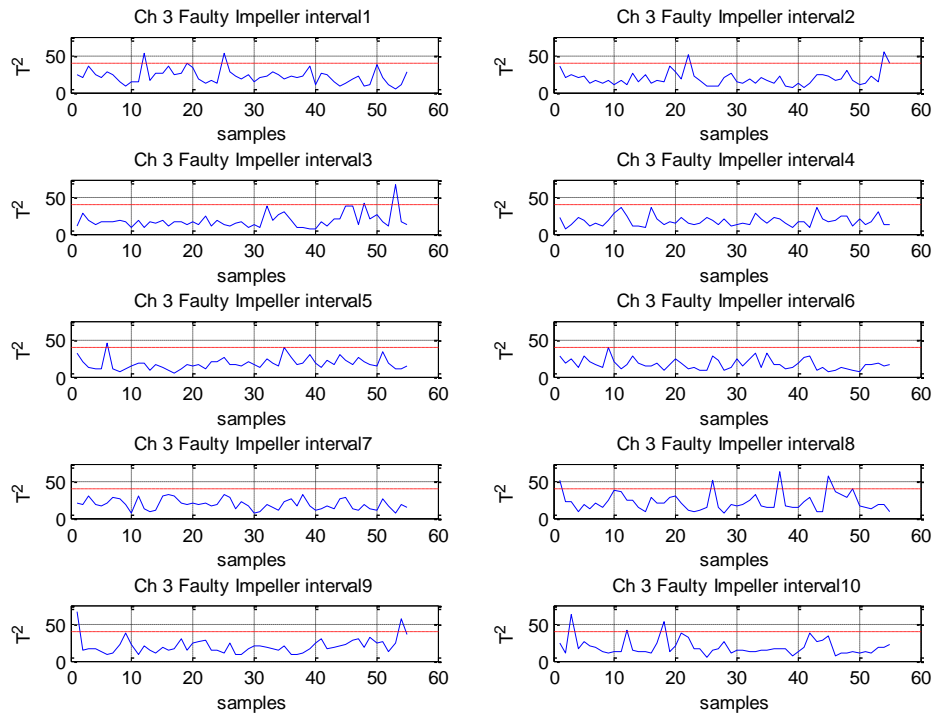 Ch 3 Faulty Impeller interval1
Ch 3 Faulty Impeller interval2
T²
50
0
0 10 20 30 40 50 60
samples
T²
50
0
0 10 20 30 40 50 60
samples
Ch 3 Faulty Impeller interval3
Ch 3 Faulty Impeller interval4
T²
50
0
0 10 20 30 40 50 60
samples
T²
50
0
0 10 20 30 40 50 60
samples
Ch 3 Faulty Impeller interval5
Ch 3 Faulty Impeller interval6
T²
50
0
0 10 20 30 40 50 60
samples
T²
50
0
0 10 20 30 40 50 60
samples
Ch 3 Faulty Impeller interval7
Ch 3 Faulty Impeller interval8
T²
50
0
0 10 20 30 40 50 60
samples
T²
50
0
0 10 20 30 40 50 60
samples
Ch 3 Faulty Impeller interval9
Ch 3 Faulty Impeller interval10
T²
50
0
0 10 20 30 40 50 60
samples
T²
50
0
0 10 20 30 40 50 60
samples